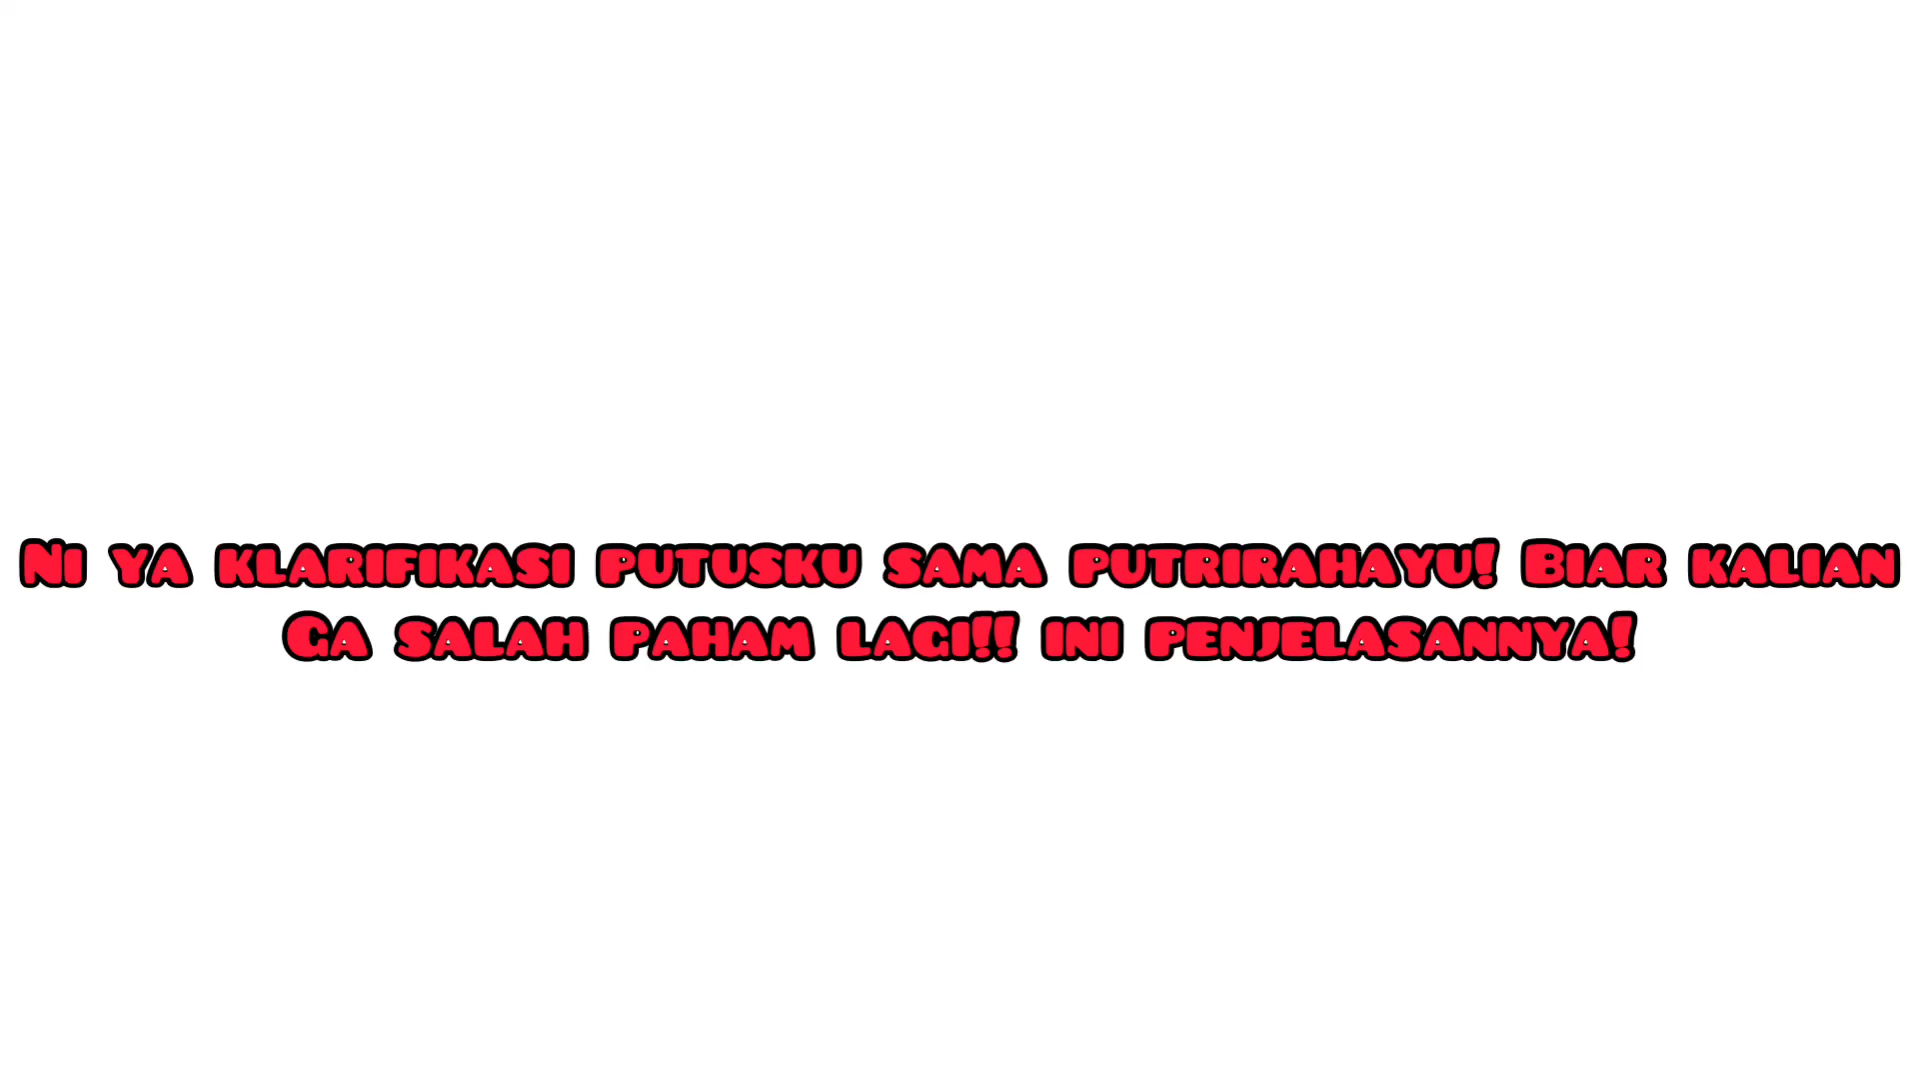 Ni ya klarifikasi putusku sama putrirahayu! Biar kalian
Ga salah paham lagi!! ini penjelasannya!